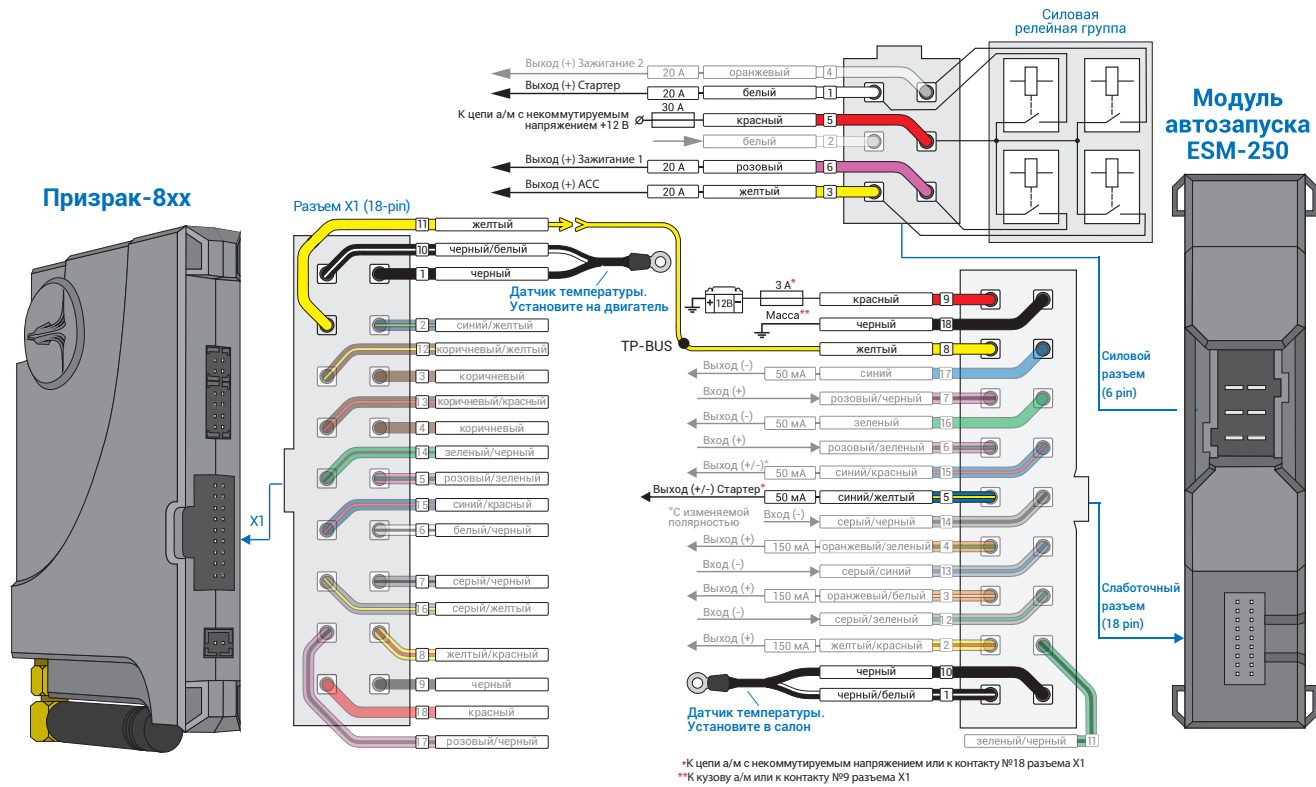 Силовая
релейная группа
Выход (+) Зажигание 2
20 А
оранжевый
4
Выход (+) Стартер
20 А
белый
1
К цепи а/м с некоммутируемым
напряжением +12 В
30 А
красный
5
белый
2
Выход (+) Зажигание 1
20 А
розовый
6
Выход (+) АСС
20 А
желтый
3
Модуль
автозапуска
ESM-250
Призрак-8xx
Разъем X1 (18-pin)
11
желтый
10
черный/белый
1
черный
Датчик температуры.
Установите на двигатель
2
синий/желтый
12
коричневый/желтый
3
коричневый
13
коричневый/красный
4
коричневый
14
зеленый/черный
5
розовый/зеленый
15
синий/красный
6
белый/черный
7
серый/черный
16
серый/желтый
8
желтый/красный
9
черный
18
красный
17
розовый/черный
X1
TP-BUS
+ 12В −
3 А*
красный
9
Масса**
черный
18
желтый
8
Выход (-)
50 мА
синий
17
Вход (+)
розовый/черный
7
Выход (-)
50 мА
зеленый
16
Вход (+)
розовый/зеленый
6
Выход (+/-)*
50 мА
синий/красный
15
Выход (+/-) Стартер*
50 мА
синий/желтый
5
*С изменяемой
полярностью
Вход (-)
серый/черный
14
Выход (+)
150 мА
оранжевый/зеленый
4
Вход (-)
серый/синий
13
Выход (+)
150 мА
оранжевый/белый
3
Вход (-)
серый/зеленый
12
Выход (+)
150 мА
желтый/красный
2
черный
10
черный/белый
1
Датчик температуры.
Установите в салон
зеленый/черный
11
Силовой
разъем
(6 pin)
Слаботочный
разъем
(18 pin)
*К цепи а/м с некоммутируемым напряжением или к контакту №18 разъема X1
**К кузову а/м или к контакту №9 разъема X1